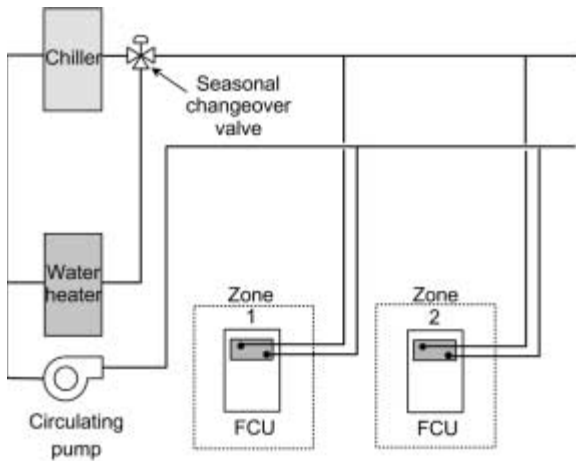 Chiller
Seasonal
changeover
valve
Water
heater
Zone
1
Zone
2
FCU
FCU
Circulating
pump